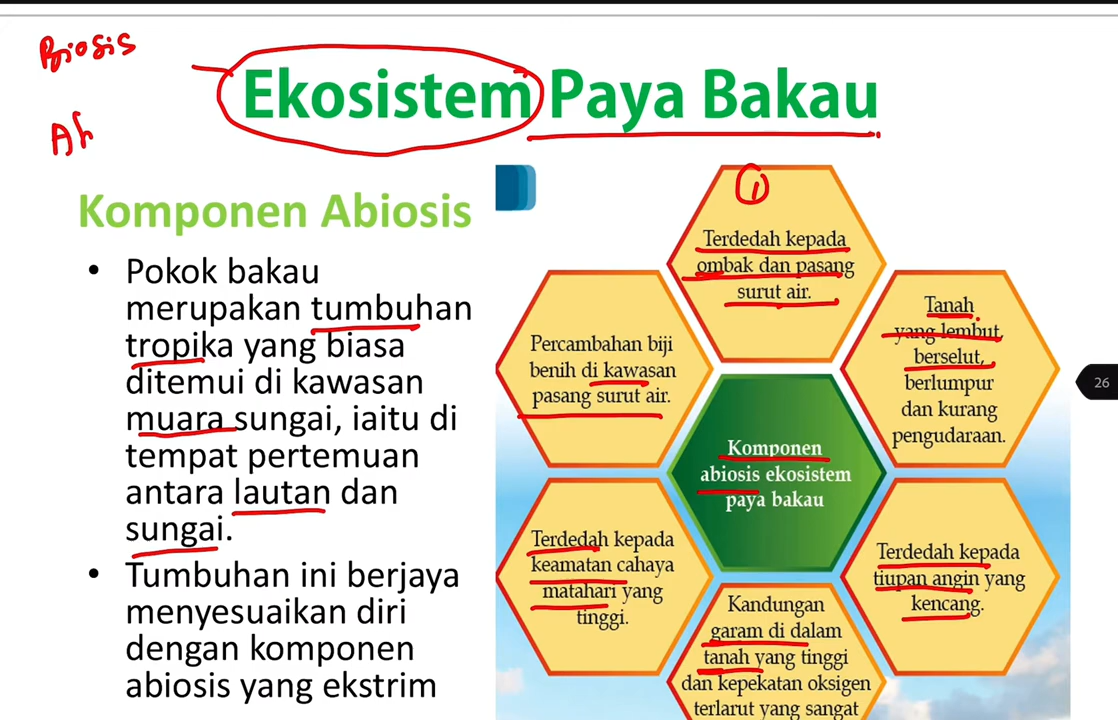 Biosis
Ekosistem Paya Bakau
Ab
Komponen Abiosis
• Pokok bakau
merupakan tumbuhan
tropika yang biasa
ditemui di kawasan
muara sungai, iaitu di
tempat pertemuan
antara lautan dan
sungai.
• Tumbuhan ini berjaya
menyesuaikan diri
dengan komponen
abiosis yang ekstrim
1
Terdedah kepada
ombak dan pasang
surut air.
Tanah
yang lembut,
berselut,
berlumpur
dan kurang
pengudaraan.
Terdedah kepada
tiupan angin yang
kencang.
Kandungan
garam di dalam
tanah yang tinggi
dan kepekatan oksigen
terlarut yang sangat
Terdedah kepada
keamatan cahaya
matahari yang
tinggi.
Percambahan biji
benih di kawasan
pasang surut air.
Komponen
abiosis ekosistem
paya bakau
26